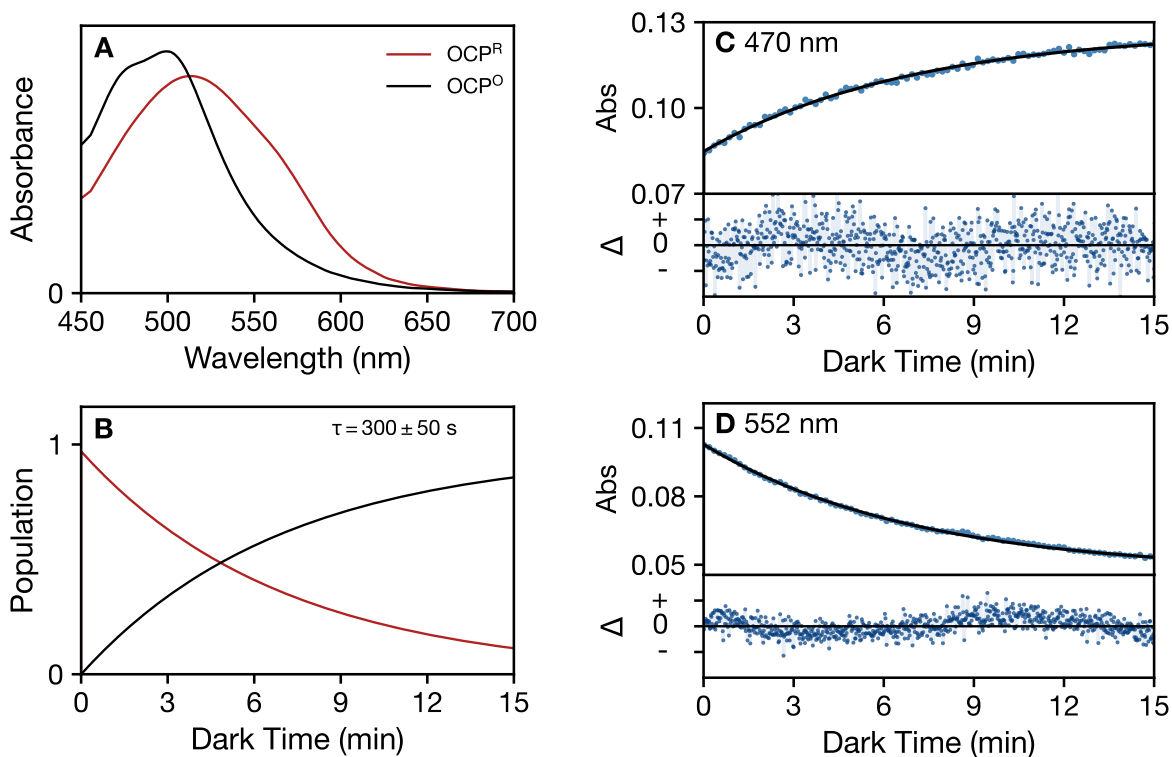 A
OCPᴿ
OCPᴼ
Absorbance
0
450 500 550 600 650 700
Wavelength (nm)
B
τ = 300 ± 50 s
1
Population
0
0 3 6 9 12 15
Dark Time (min)
C 470 nm
0.13
Abs
0.10
0.07
Δ
+
0
-
0 3 6 9 12 15
Dark Time (min)
D 552 nm
0.11
Abs
0.08
0.05
Δ
+
0
-
0 3 6 9 12 15
Dark Time (min)